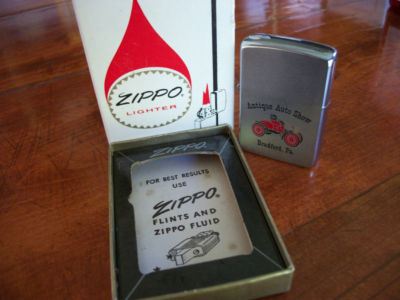 ZIPPO
LIGHTER
Antique Auto Show
Bradford, Pa.
ZIPPO
FOR BEST RESULTS
USE
ZIPPO
FLINTS AND
ZIPPO FLUID